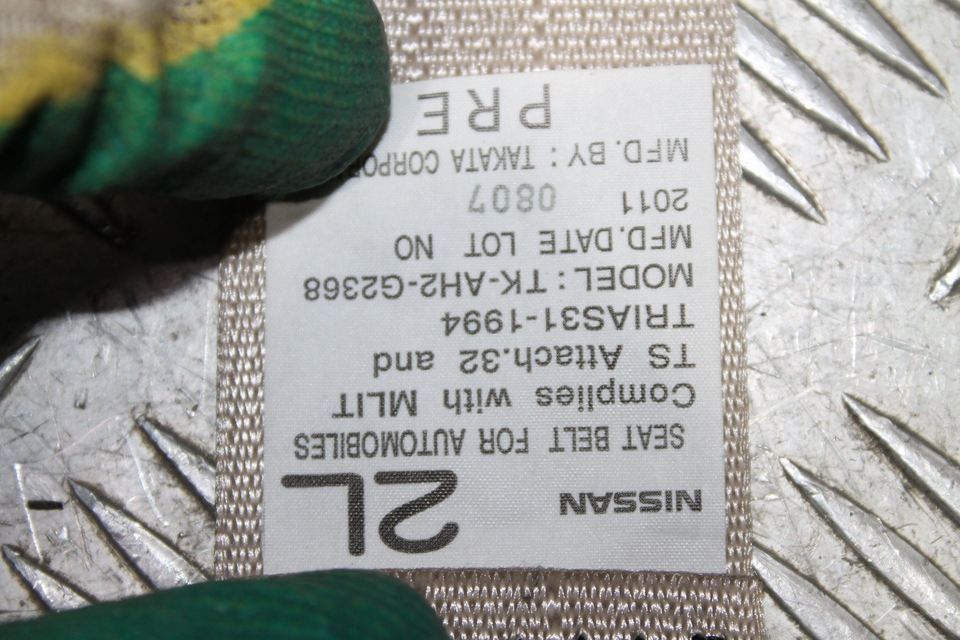 NISSAN 2L
SEAT BELT FOR AUTOMOBILES
Complies with MLIT
TS Attach.32 and
TRIAS31-1994
MODEL: TK-AH2-G2368
MFD.DATE LOT NO
2011 0807
MFD. BY: TAKATA
PRE